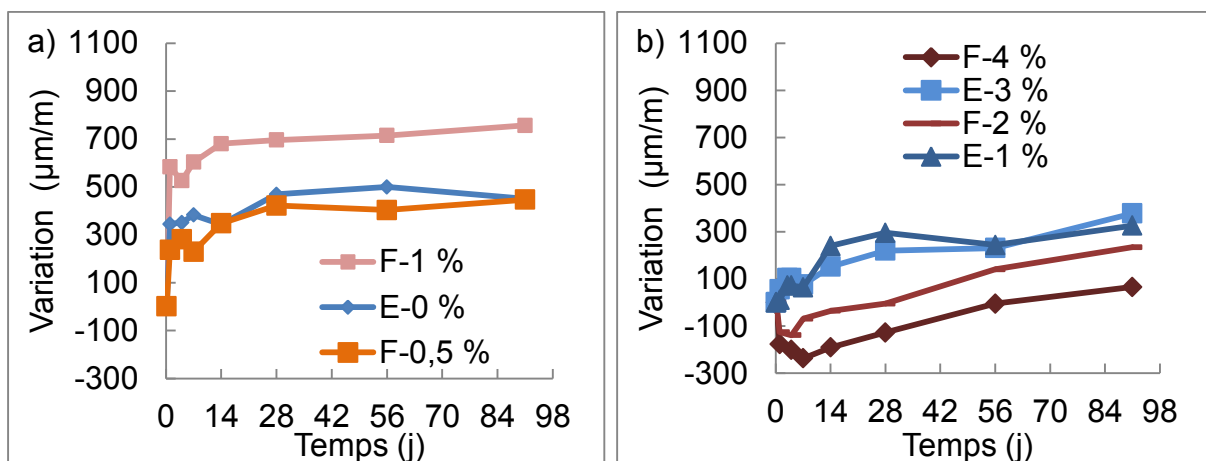 a)
Variation (µm/m)
1100
900
700
500
300
100
-100
-300
F-1 %
E-0 %
F-0,5 %
0 14 28 42 56 70 84 98
Temps (j)
b)
Variation (µm/m)
1100
900
700
500
300
100
-100
-300
F-4 %
E-3 %
F-2 %
E-1 %
0 14 28 42 56 70 84 98
Temps (j)